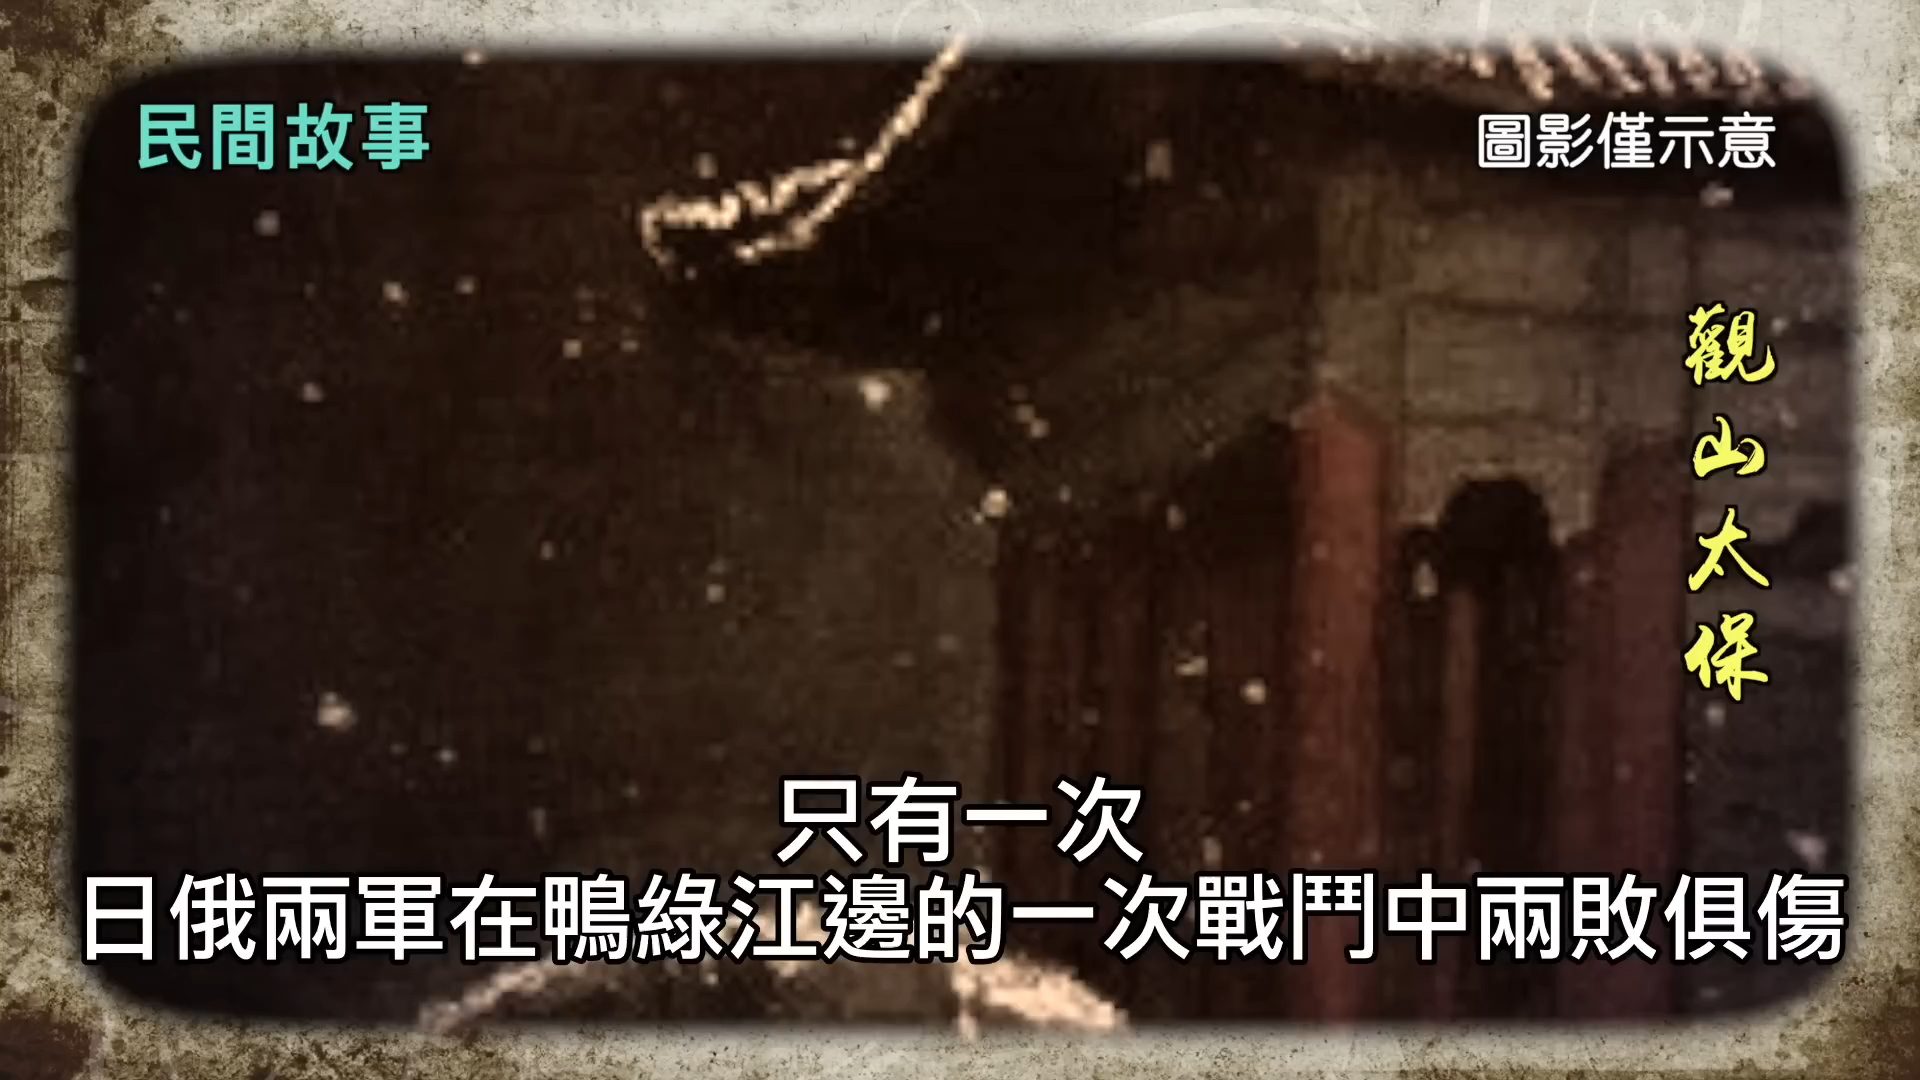 民間故事
圖影僅示意
觀山太保
只有一次
日俄兩軍在鴨綠江邊的一次戰鬥中兩敗俱傷